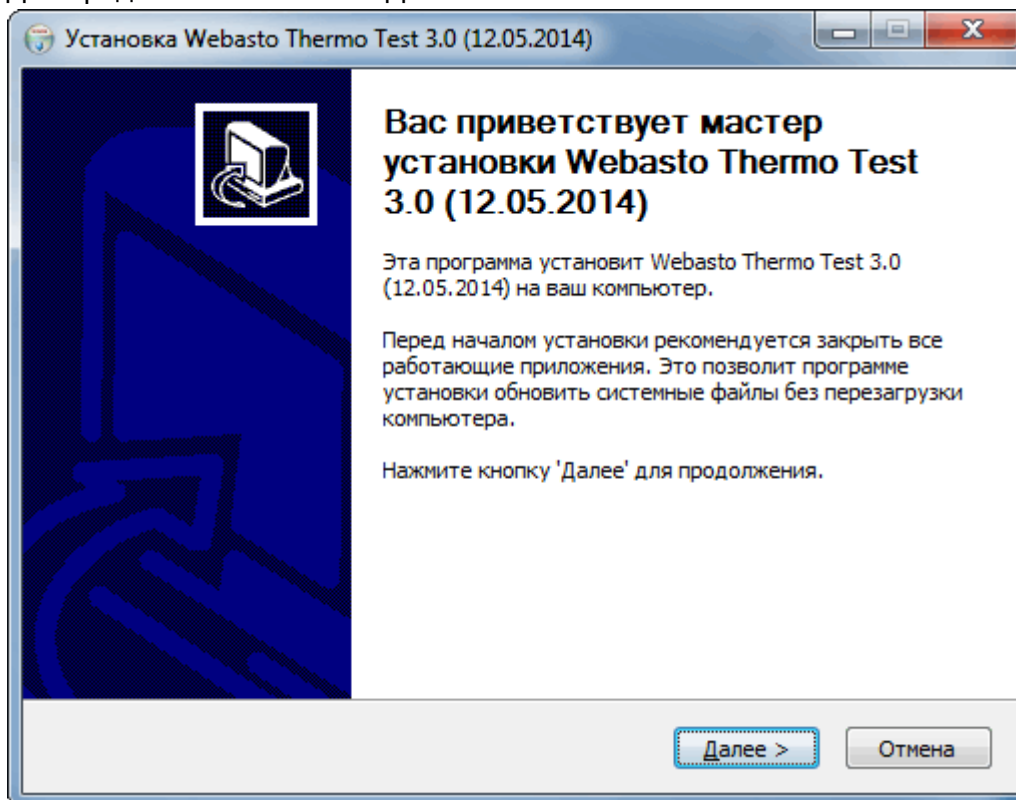 Установка Webasto Thermo Test 3.0 (12.05.2014)
Вас приветствует мастер
установки Webasto Thermo Test
3.0 (12.05.2014)
Эта программа установит Webasto Thermo Test 3.0
(12.05.2014) на ваш компьютер.
Перед началом установки рекомендуется закрыть все
работающие приложения. Это позволит программе
установки обновить системные файлы без перезагрузки
компьютера.
Нажмите кнопку 'Далее' для продолжения.
Далее >
Отмена